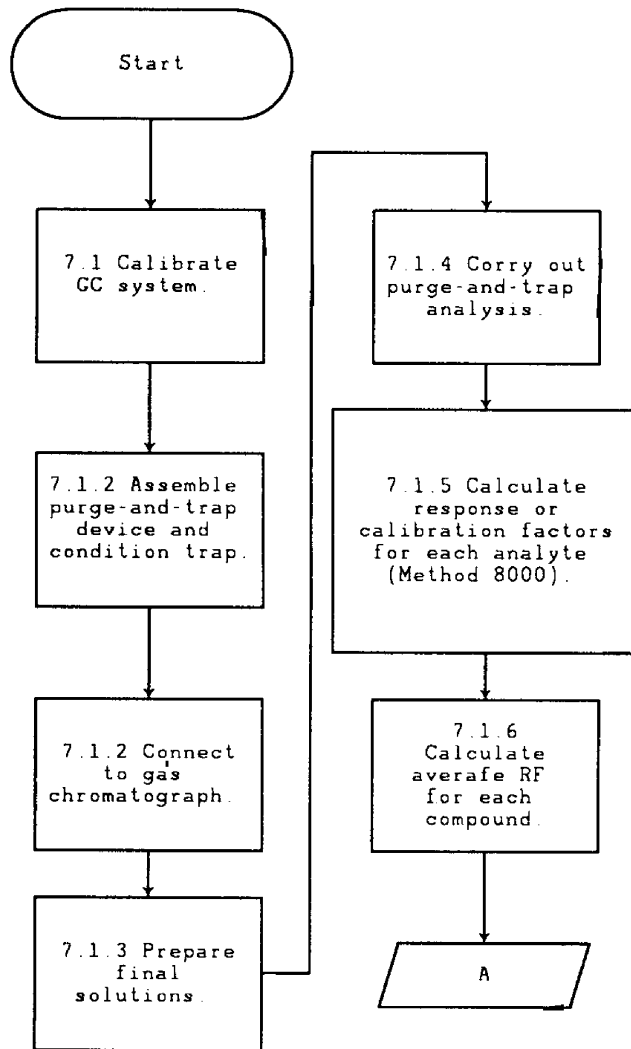 Start
7.1 Calibrate
GC system.
7.1.2 Assemble
purge-and-trap
device and
condition trap.
7.1.2 Connect
to gas
chromatograph.
7.1.3 Prepare
final
solutions.
7.1.4 Corry out
purge-and-trap
analysis.
7.1.5 Calculate
response or
calibration factors
for each analyte
(Method 8000).
7.1.6
Calculate
averafe RF
for each
compound.
A